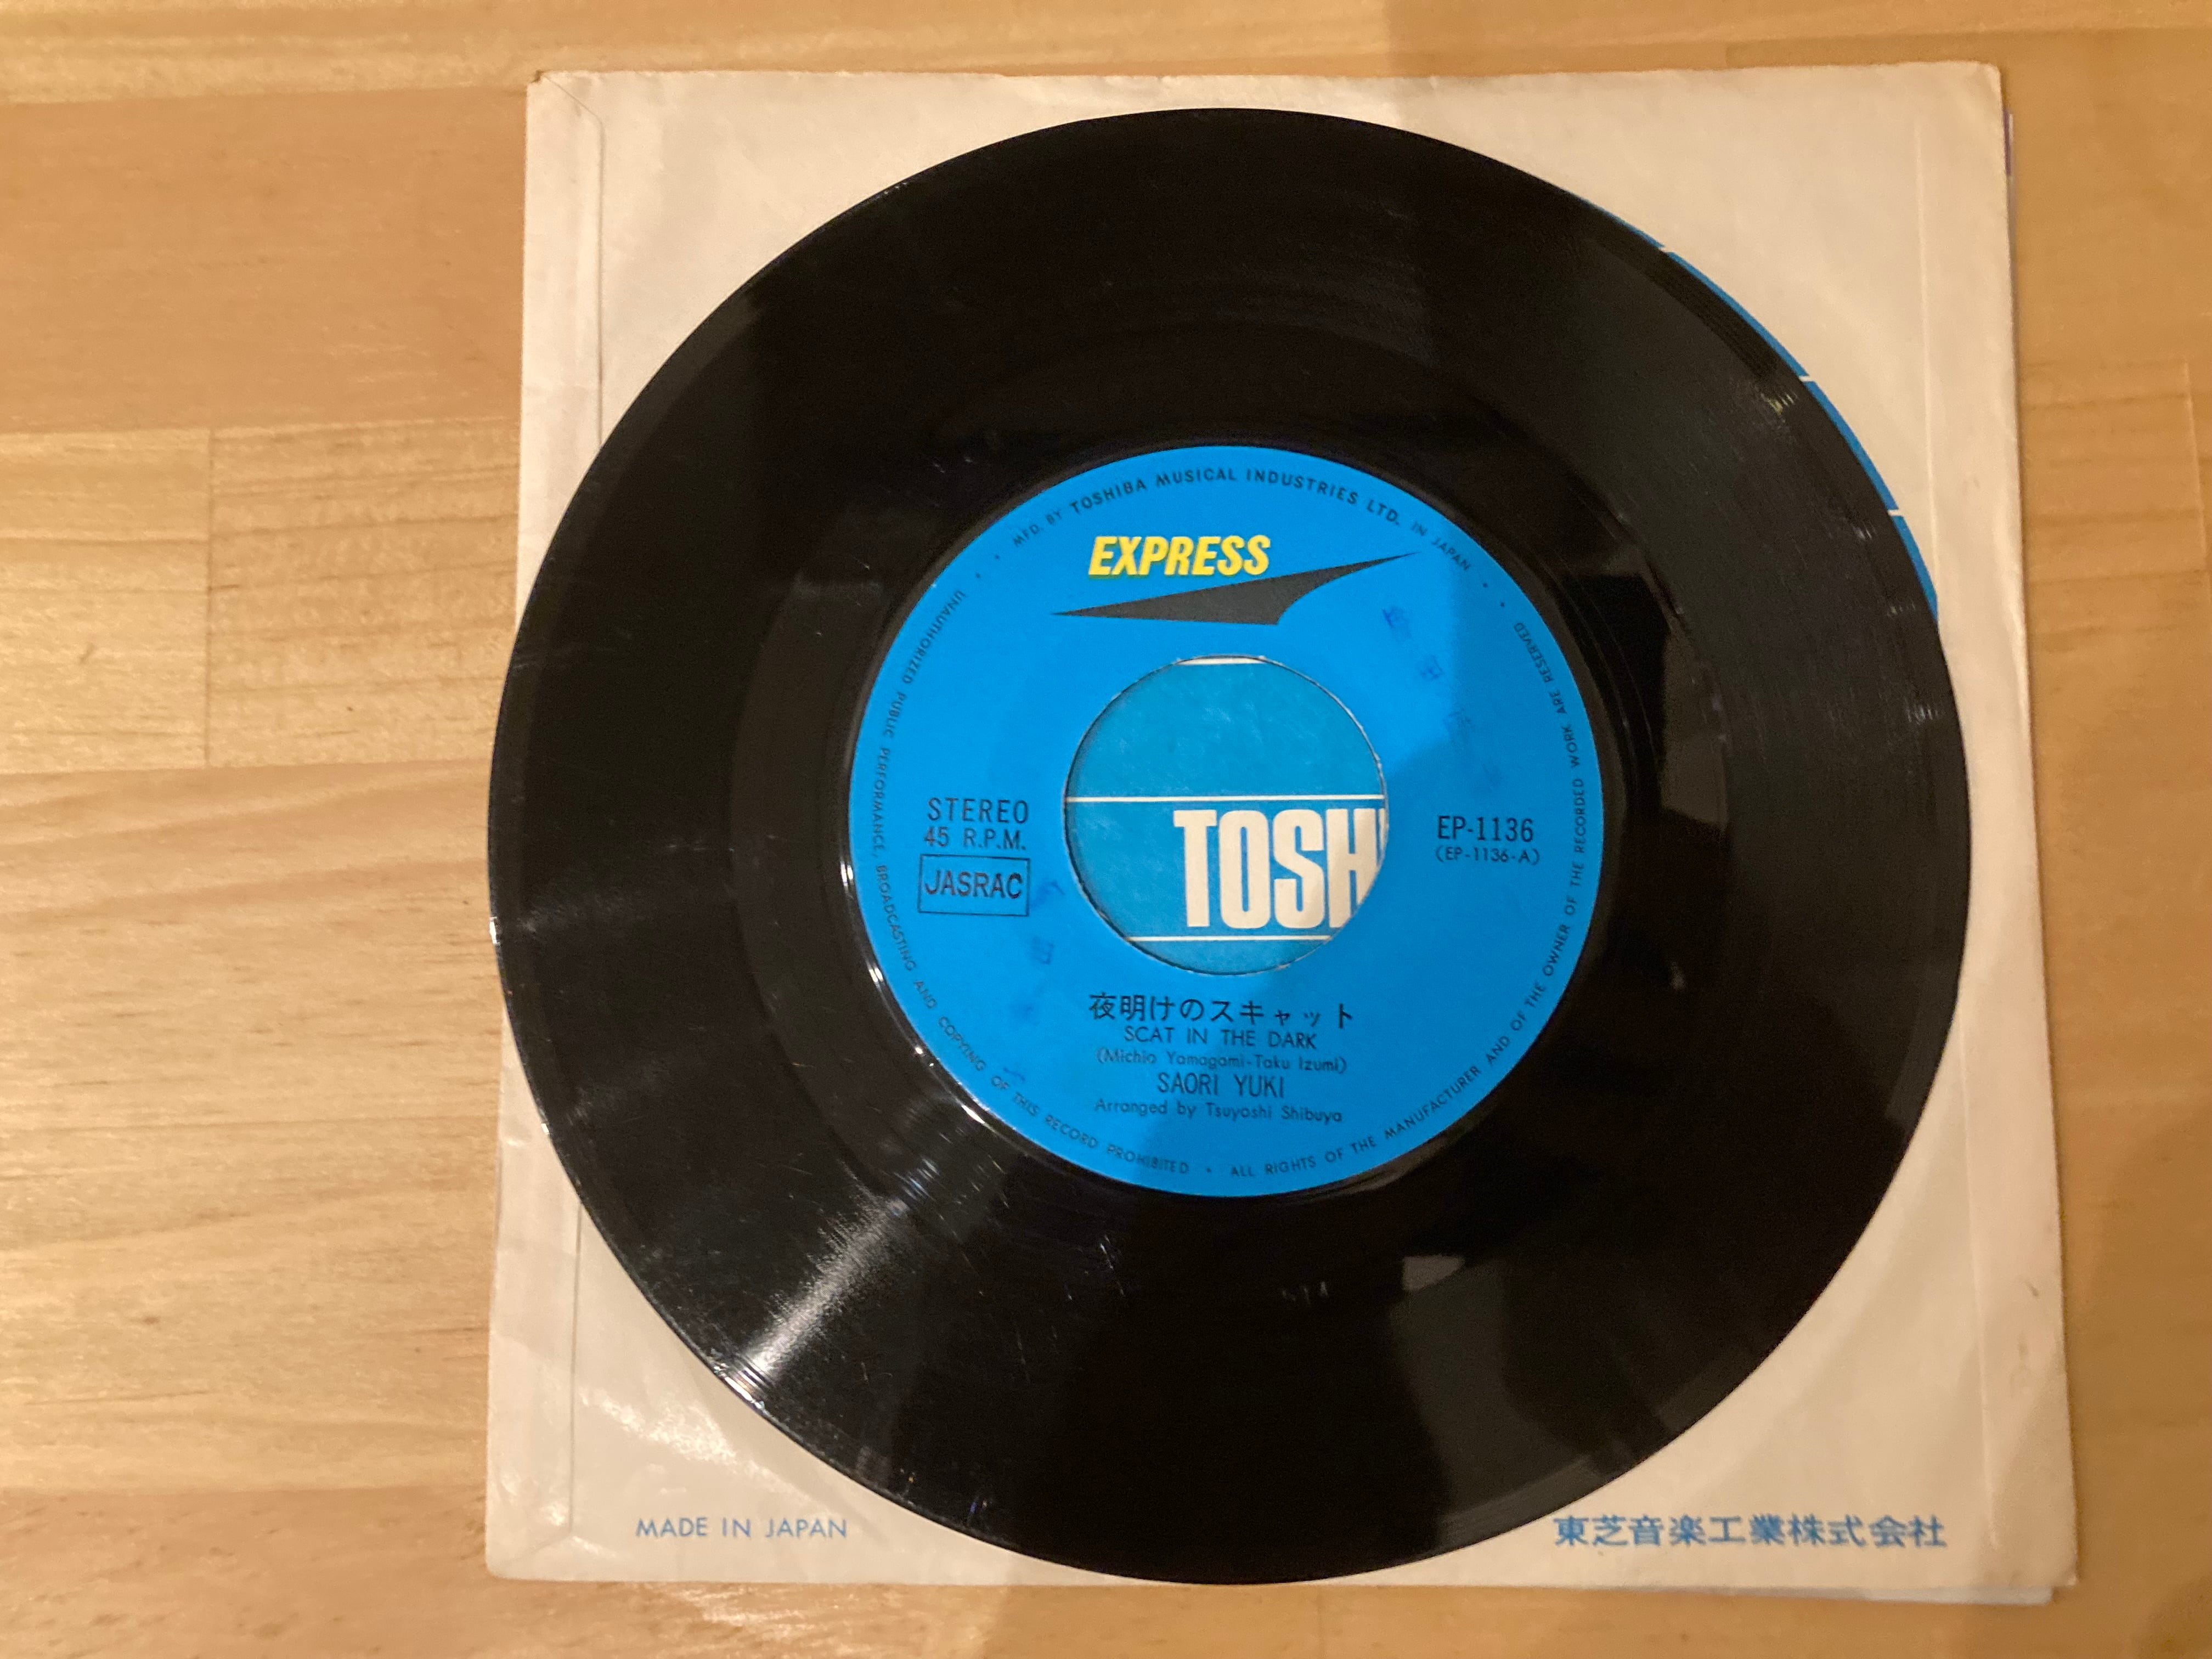 MFD. BY TOSHIBA MUSICAL INDUSTRIES LTD. IN JAPAN
EXPRESS
STEREO
45 R.P.M.
JASRAC
TOSH
EP-1136
(EP-1136-A)
夜明けのスキャット
SCAT IN THE DARK
(Michio Yamagami-Taku Izumi)
SAORI YUKI
Arranged by Tsuyoshi Shibuya
UNAUTHORIZED PUBLIC PERFORMANCE, BROADCASTING AND COPYING OF THIS RECORD PROHIBITED • ALL RIGHTS OF THE MANUFACTURER AND OF THE OWNER OF THE RECORDED WORK ARE RESERVED
MADE IN JAPAN
東芝音楽工業株式会社